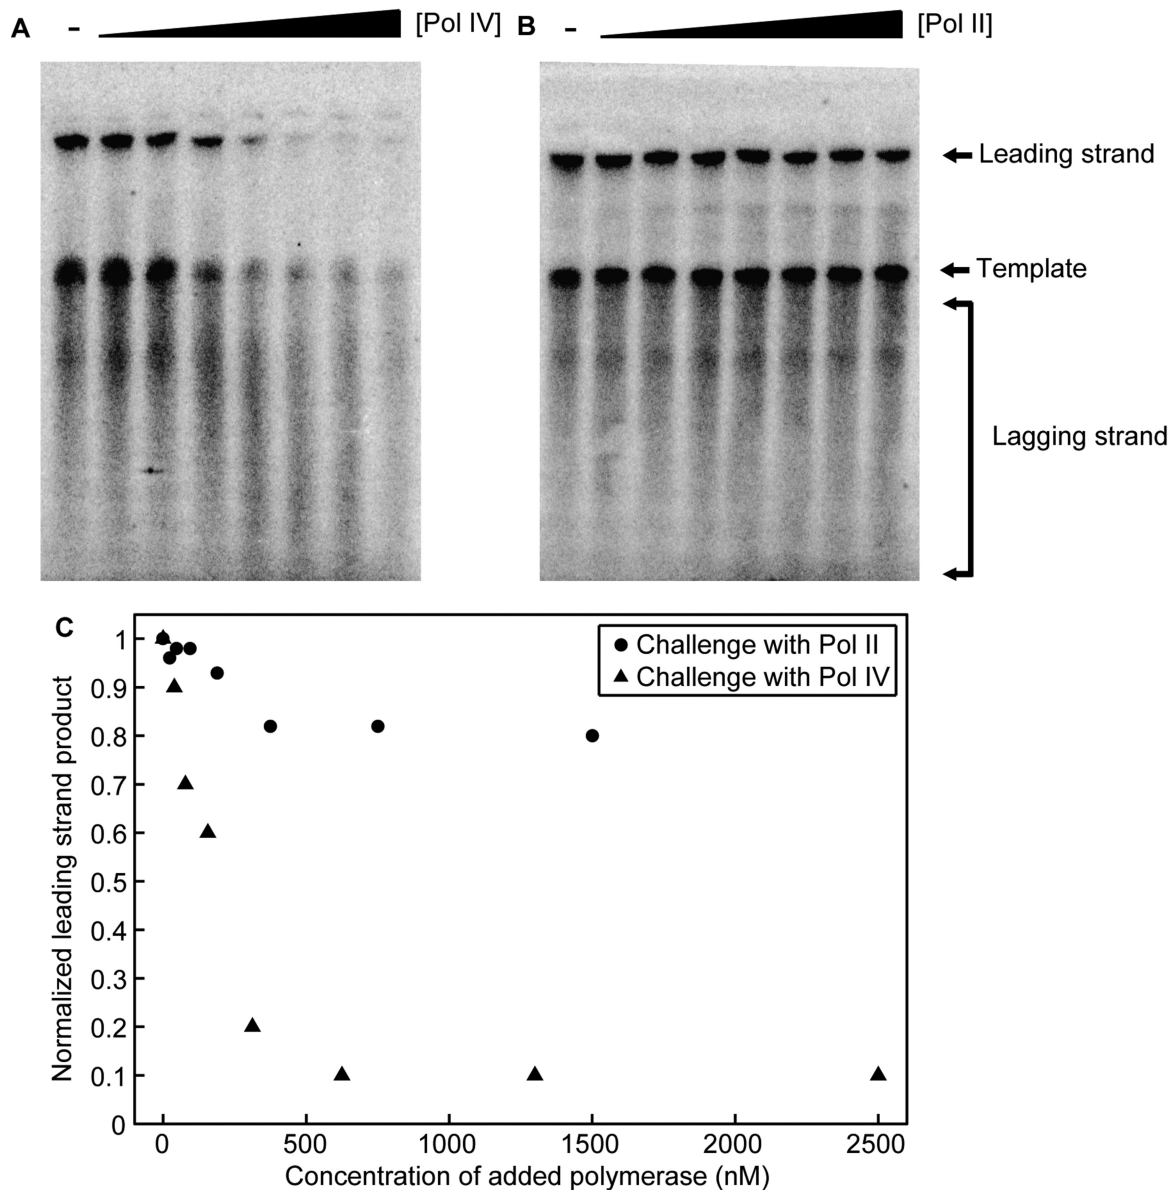 A - [Pol IV]
B - [Pol II]
Leading strand
Template
Lagging strand
C
Challenge with Pol II
Challenge with Pol IV
Normalized leading strand product
1
0.9
0.8
0.7
0.6
0.5
0.4
0.3
0.2
0.1
0
0 500 1000 1500 2000 2500
Concentration of added polymerase (nM)